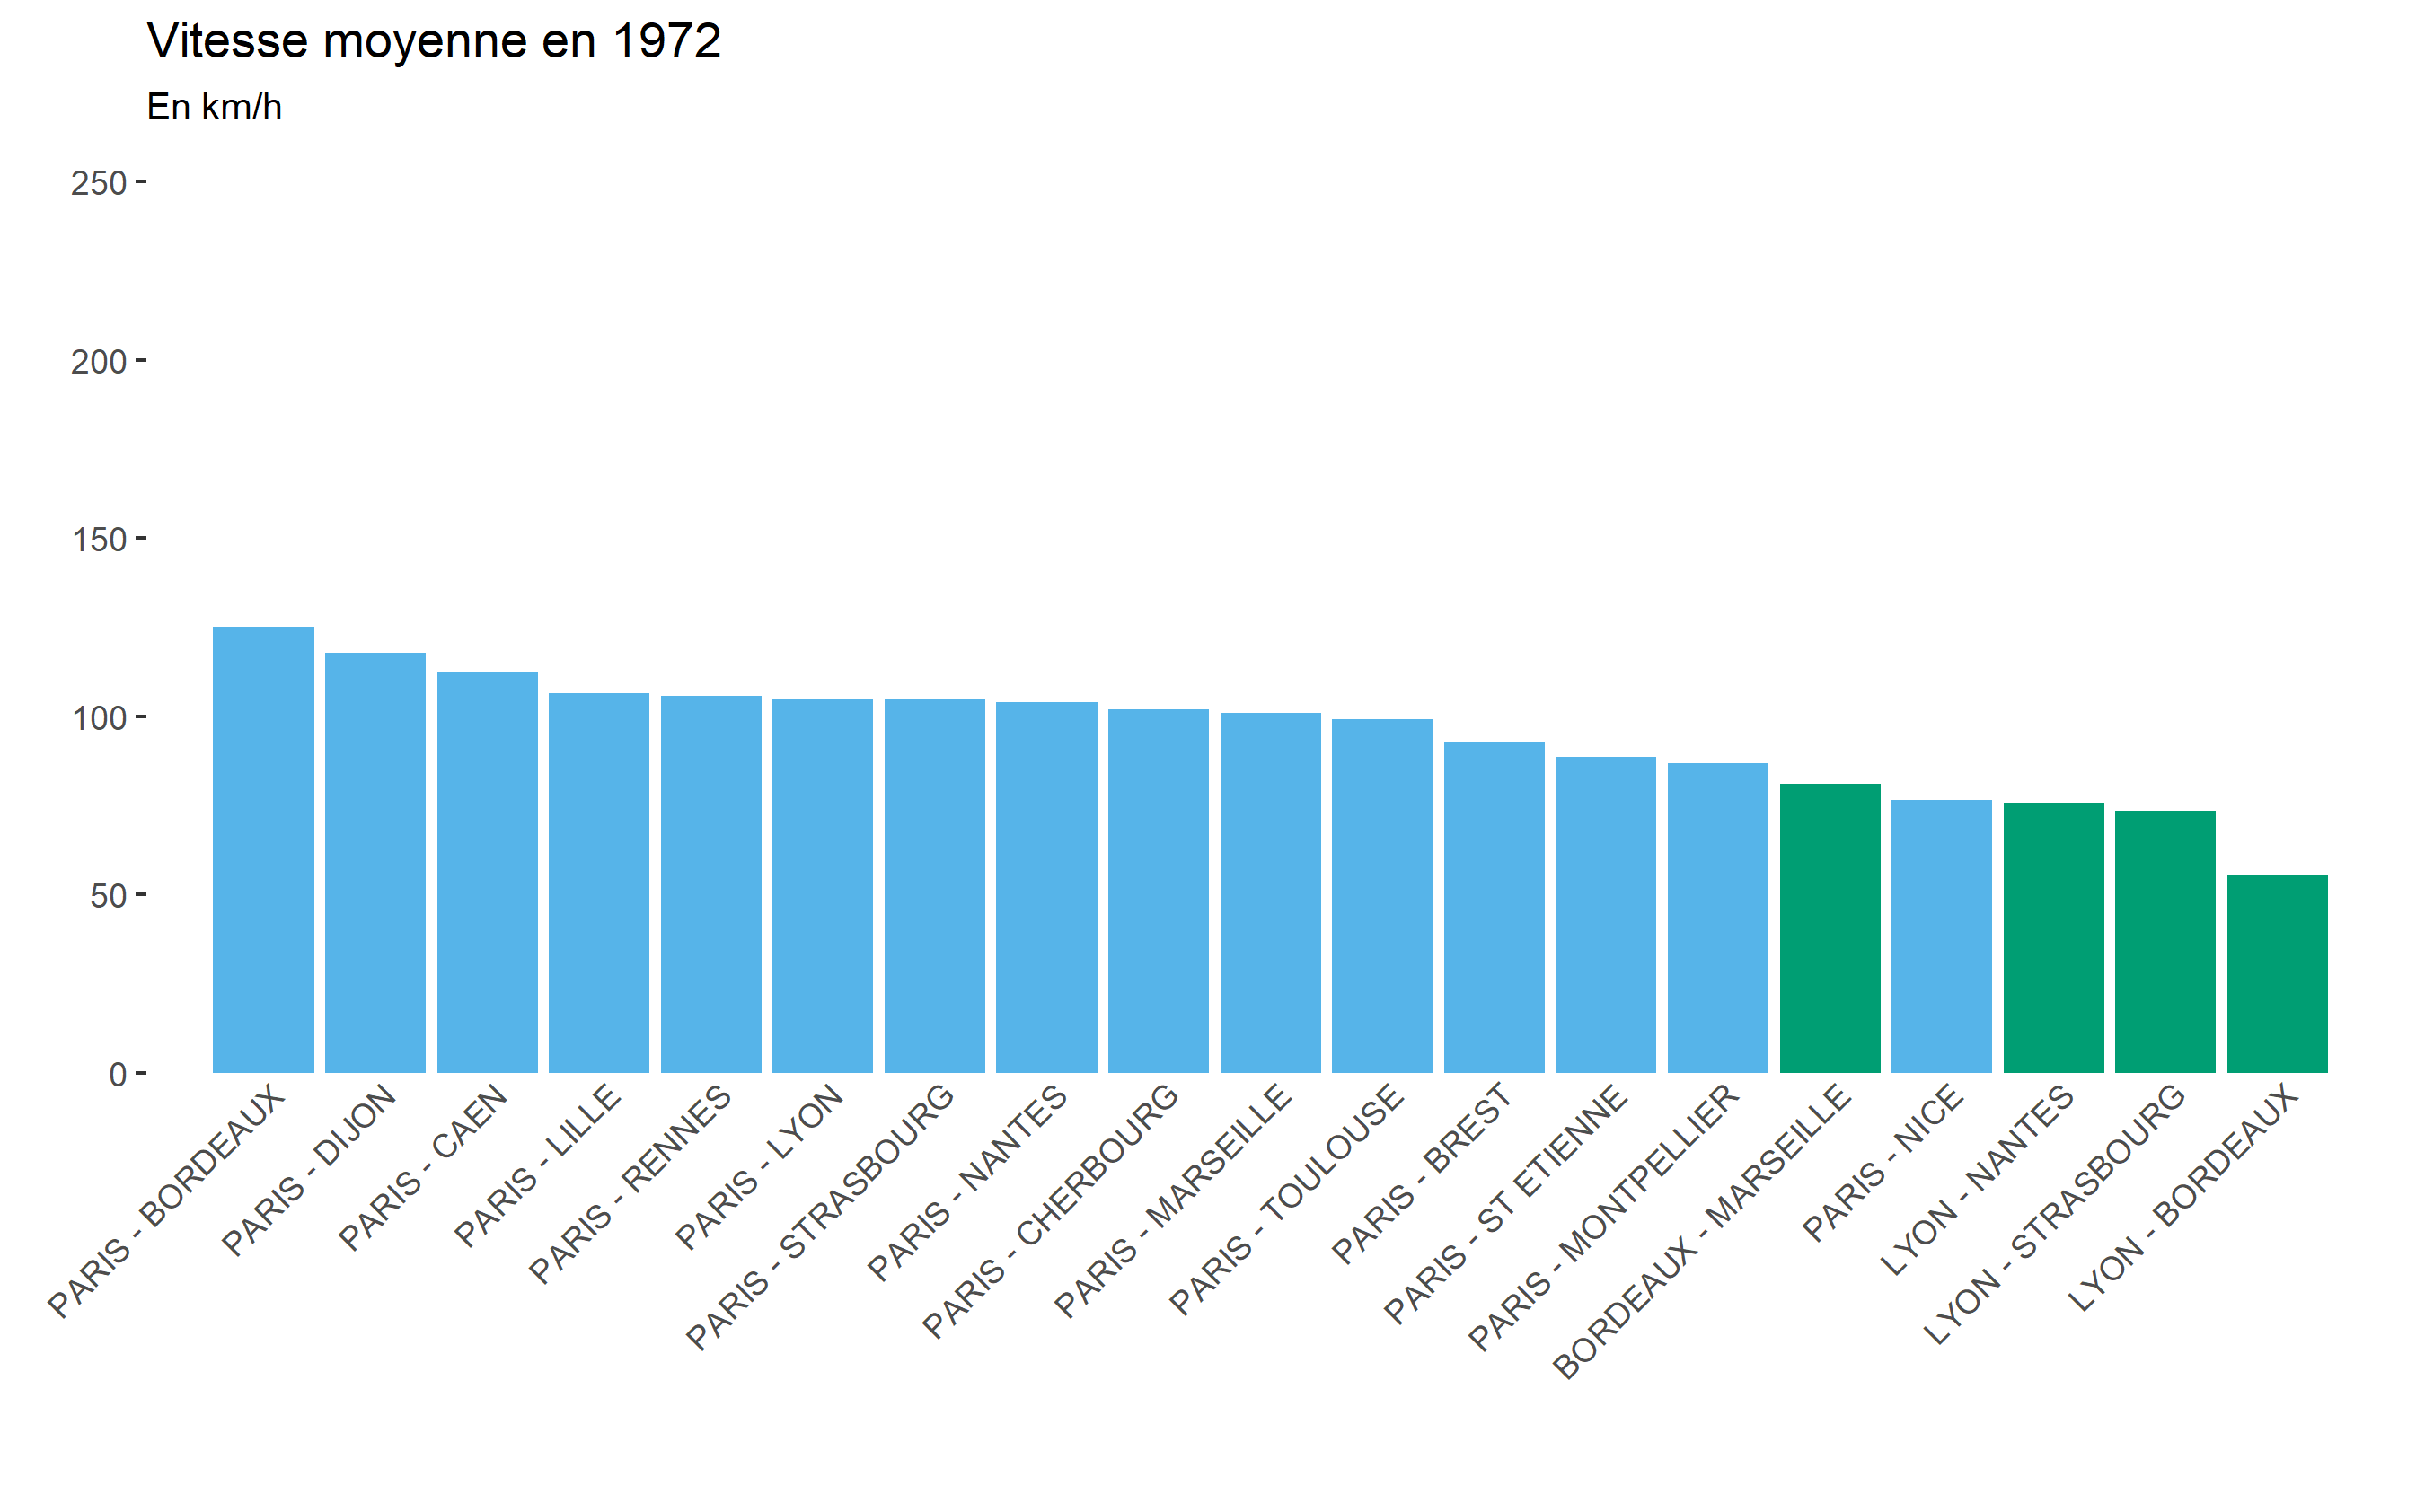 Vitesse moyenne en 1972
En km/h
250
200
150
100
50
0
PARIS - BORDEAUX
PARIS - DIJON
PARIS - CAEN
PARIS - LILLE
PARIS - RENNES
PARIS - LYON
PARIS - STRASBOURG
PARIS - NANTES
PARIS - CHERBOURG
PARIS - MARSEILLE
PARIS - TOULOUSE
PARIS - BREST
PARIS - ST ETIENNE
PARIS - MONTPELLIER
BORDEAUX - MARSEILLE
PARIS - NICE
LYON - NANTES
LYON - STRASBOURG
LYON - BORDEAUX